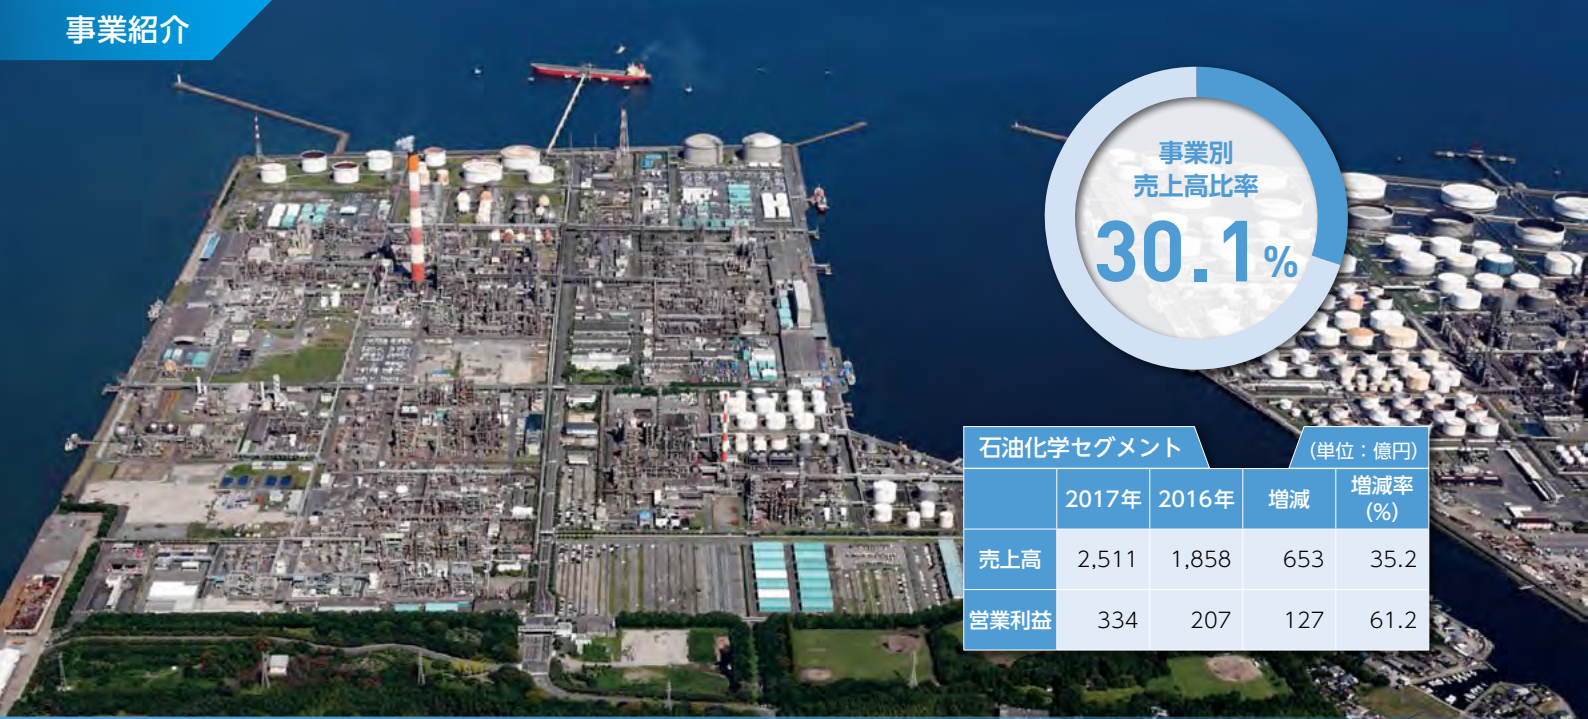 事業紹介
事業別
売上高比率
30.1%
石油化学セグメント (単位：億円)
2017年 2016年 増減 増減率
(%)
売上高 2,511 1,858 653 35.2
営業利益 334 207 127 61.2